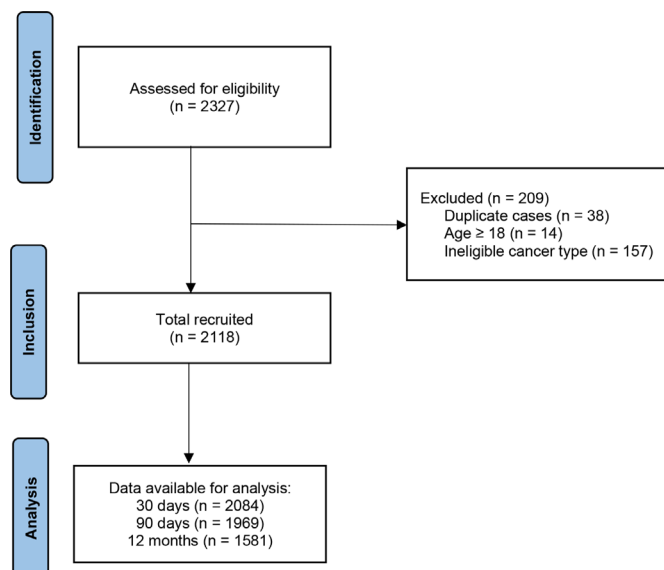 Identification
Assessed for eligibility
(n = 2327)
Excluded (n = 209)
Duplicate cases (n = 38)
Age ≥ 18 (n = 14)
Ineligible cancer type (n = 157)
Inclusion
Total recruited
(n = 2118)
Analysis
Data available for analysis:
30 days (n = 2084)
90 days (n = 1969)
12 months (n = 1581)